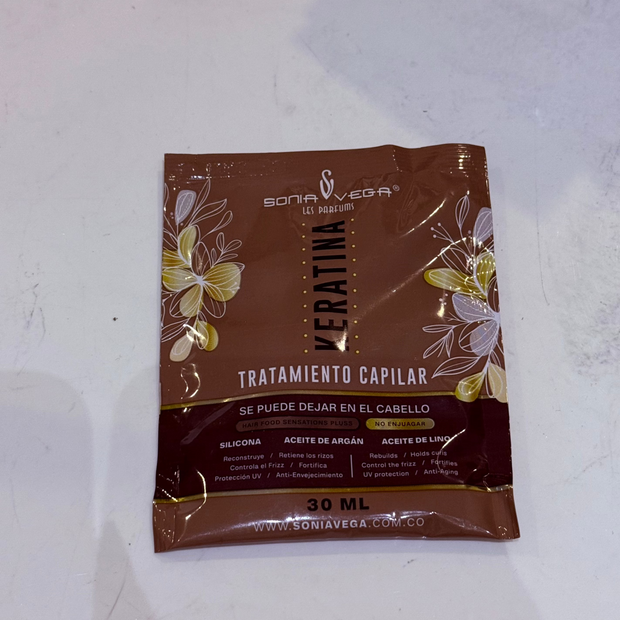 SONIA VEGA®
LES PARFUMS
KERATINA
TRATAMIENTO CAPILAR
SE PUEDE DEJAR EN EL CABELLO
HAIR FOOD SENSATIONS PLUSS NO ENJUAGAR
SILICONA ACEITE DE ARGÁN ACEITE DE LINO
Reconstruye / Retiene los rizos
Controla el Frizz / Fortifica
Protección UV / Anti-Envejecimiento
Rebuilds / Holds curls
Control the frizz / Fortifies
UV protection / Anti-Aging
30 ML
WWW.SONIAVEGA.COM.CO